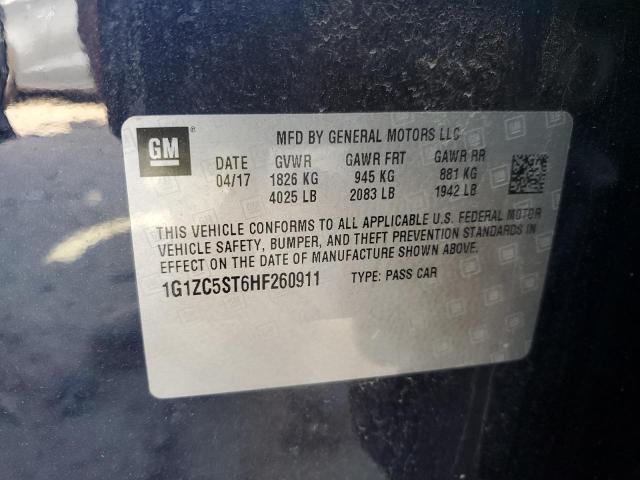 GM ®
MFD BY GENERAL MOTORS LLC
DATE GVWR GAWR FRT GAWR RR
04/17 1826 KG 945 KG 881 KG
4025 LB 2083 LB 1942 LB
THIS VEHICLE CONFORMS TO ALL APPLICABLE U.S. FEDERAL MOTOR
VEHICLE SAFETY, BUMPER, AND THEFT PREVENTION STANDARDS IN
EFFECT ON THE DATE OF MANUFACTURE SHOWN ABOVE.
1G1ZC5ST6HF260911 TYPE: PASS CAR